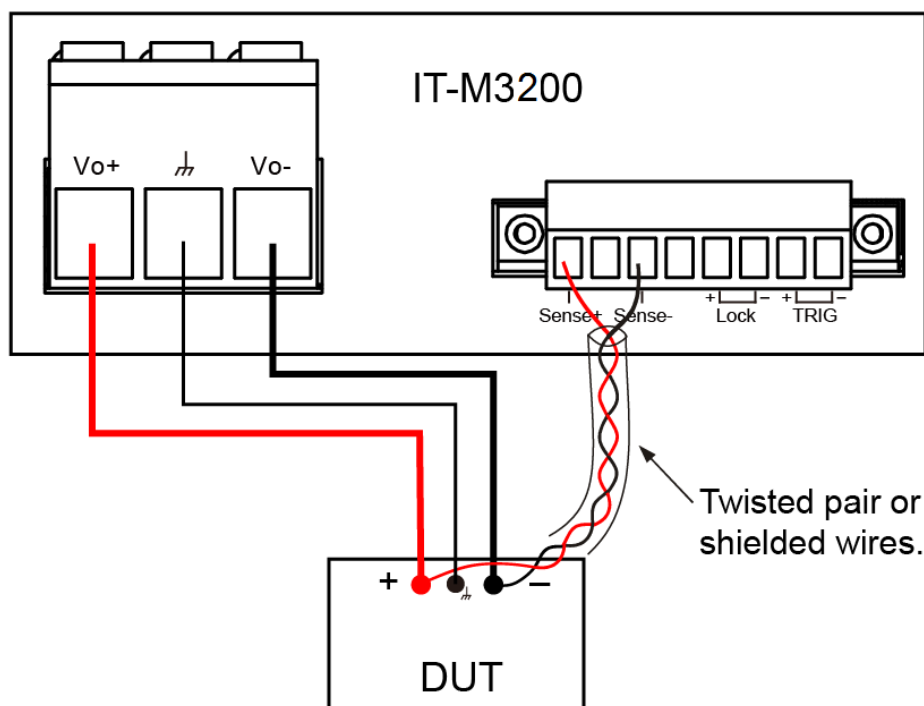 IT-M3200
Vo+
Vo-
Sense+
Sense-
+ −
Lock
+ −
TRIG
Twisted pair or
shielded wires.
+ −
DUT